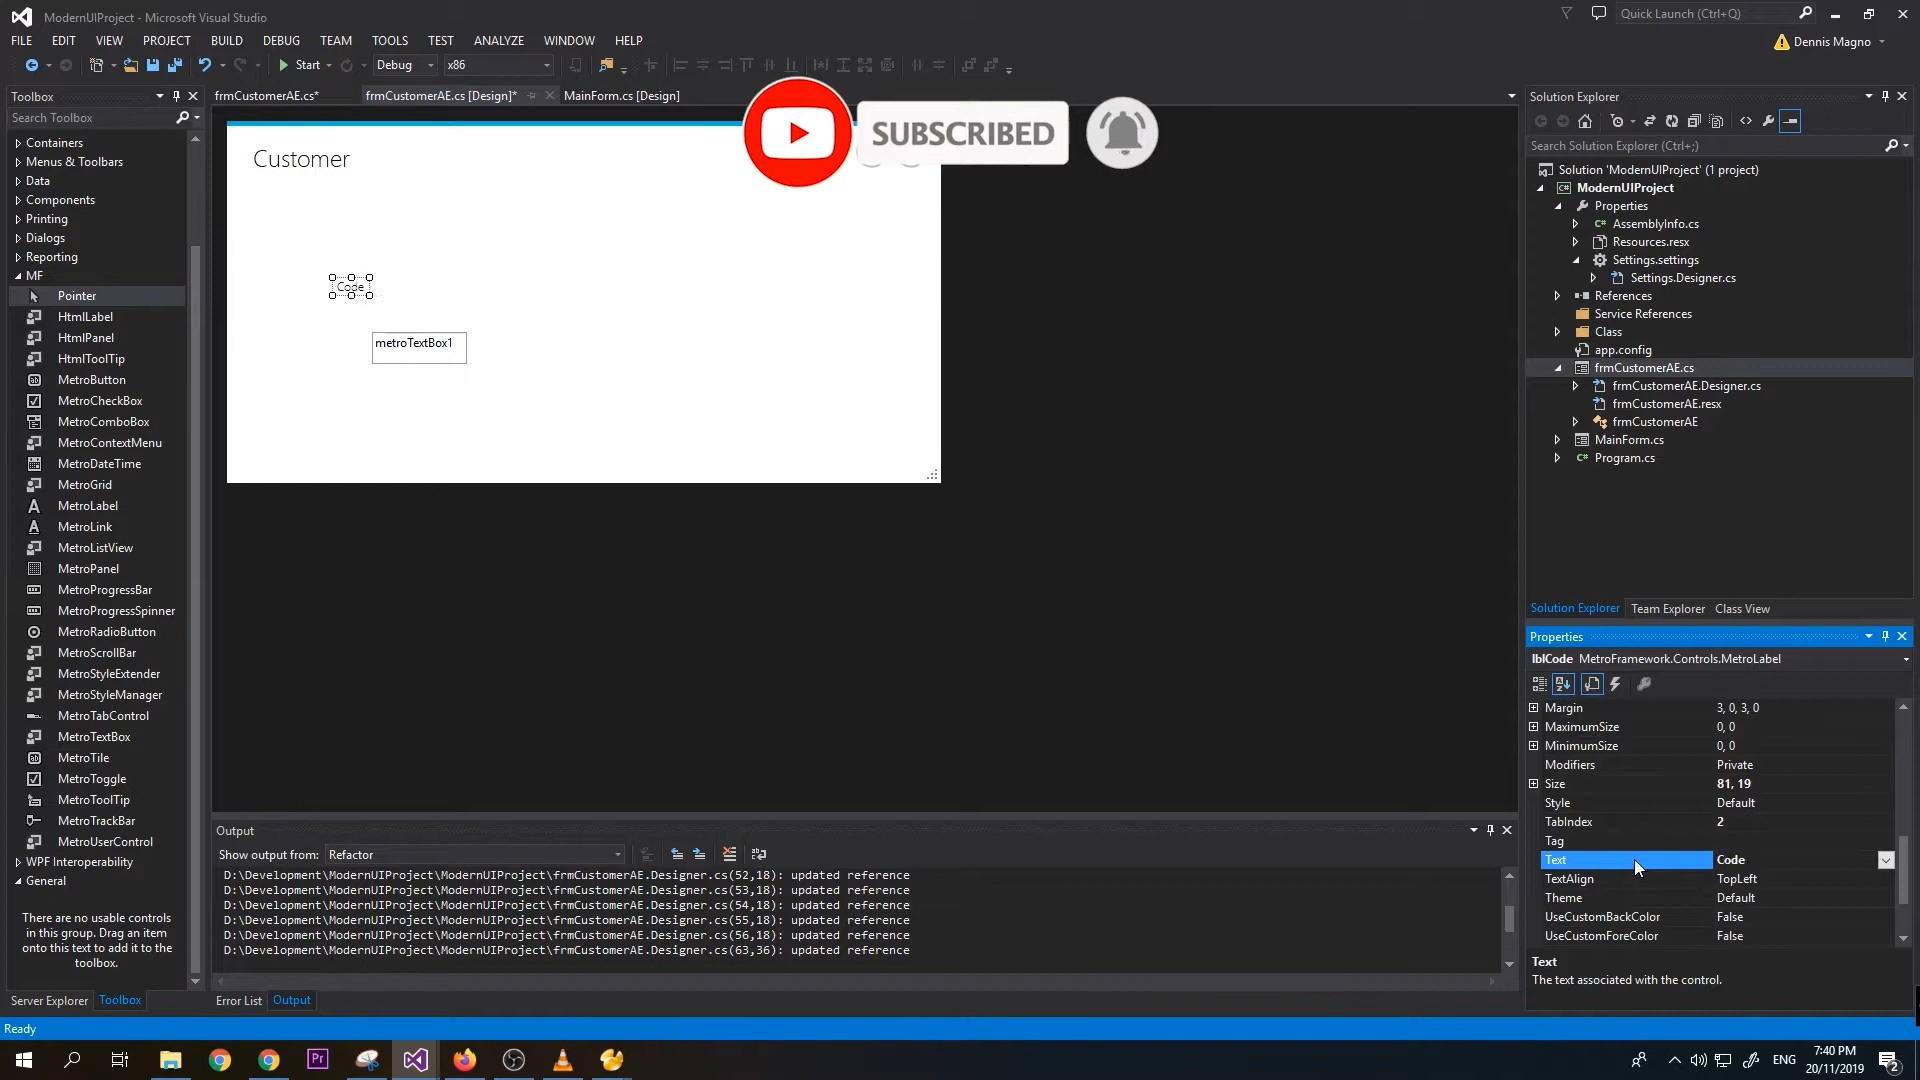 ModernUIProject - Microsoft Visual Studio
Quick Launch (Ctrl+Q)
FILE EDIT VIEW PROJECT BUILD DEBUG TEAM TOOLS TEST ANALYZE WINDOW HELP
Dennis Magno
Start Debug x86
Toolbox
Search Toolbox
Containers
Menus & Toolbars
Data
Components
Printing
Dialogs
Reporting
MF
Pointer
HtmlLabel
HtmlPanel
HtmlToolTip
MetroButton
MetroCheckBox
MetroComboBox
MetroContextMenu
MetroDateTime
MetroGrid
MetroLabel
MetroLink
MetroListView
MetroPanel
MetroProgressBar
MetroProgressSpinner
MetroRadioButton
MetroScrollBar
MetroStyleExtender
MetroStyleManager
MetroTabControl
MetroTextBox
MetroTile
MetroToggle
MetroToolTip
MetroTrackBar
MetroUserControl
WPF Interoperability
General
There are no usable controls
in this group. Drag an item
onto this text to add it to the
toolbox.
Server Explorer Toolbox
frmCustomerAE.cs* frmCustomerAE.cs [Design]* MainForm.cs [Design]
SUBSCRIBED
Customer
Code
metroTextBox1
Output
Show output from: Refactor
D:\Development\ModernUIProject\ModernUIProject\frmCustomerAE.Designer.cs(52,18): updated reference
D:\Development\ModernUIProject\ModernUIProject\frmCustomerAE.Designer.cs(53,18): updated reference
D:\Development\ModernUIProject\ModernUIProject\frmCustomerAE.Designer.cs(54,18): updated reference
D:\Development\ModernUIProject\ModernUIProject\frmCustomerAE.Designer.cs(55,18): updated reference
D:\Development\ModernUIProject\ModernUIProject\frmCustomerAE.Designer.cs(56,18): updated reference
D:\Development\ModernUIProject\ModernUIProject\frmCustomerAE.Designer.cs(63,36): updated reference
Error List Output
Solution Explorer
Search Solution Explorer (Ctrl+;)
Solution 'ModernUIProject' (1 project)
ModernUIProject
Properties
AssemblyInfo.cs
Resources.resx
Settings.settings
Settings.Designer.cs
References
Service References
Class
app.config
frmCustomerAE.cs
frmCustomerAE.Designer.cs
frmCustomerAE.resx
frmCustomerAE
MainForm.cs
Program.cs
Solution Explorer Team Explorer Class View
Properties
lblCode MetroFramework.Controls.MetroLabel
Margin 3, 0, 3, 0
MaximumSize 0, 0
MinimumSize 0, 0
Modifiers Private
Size 81, 19
Style Default
TabIndex 2
Tag
Text Code
TextAlign TopLeft
Theme Default
UseCustomBackColor False
UseCustomForeColor False
Text
The text associated with the control.
Ready
Pr
ENG
7:40 PM
20/11/2019
2